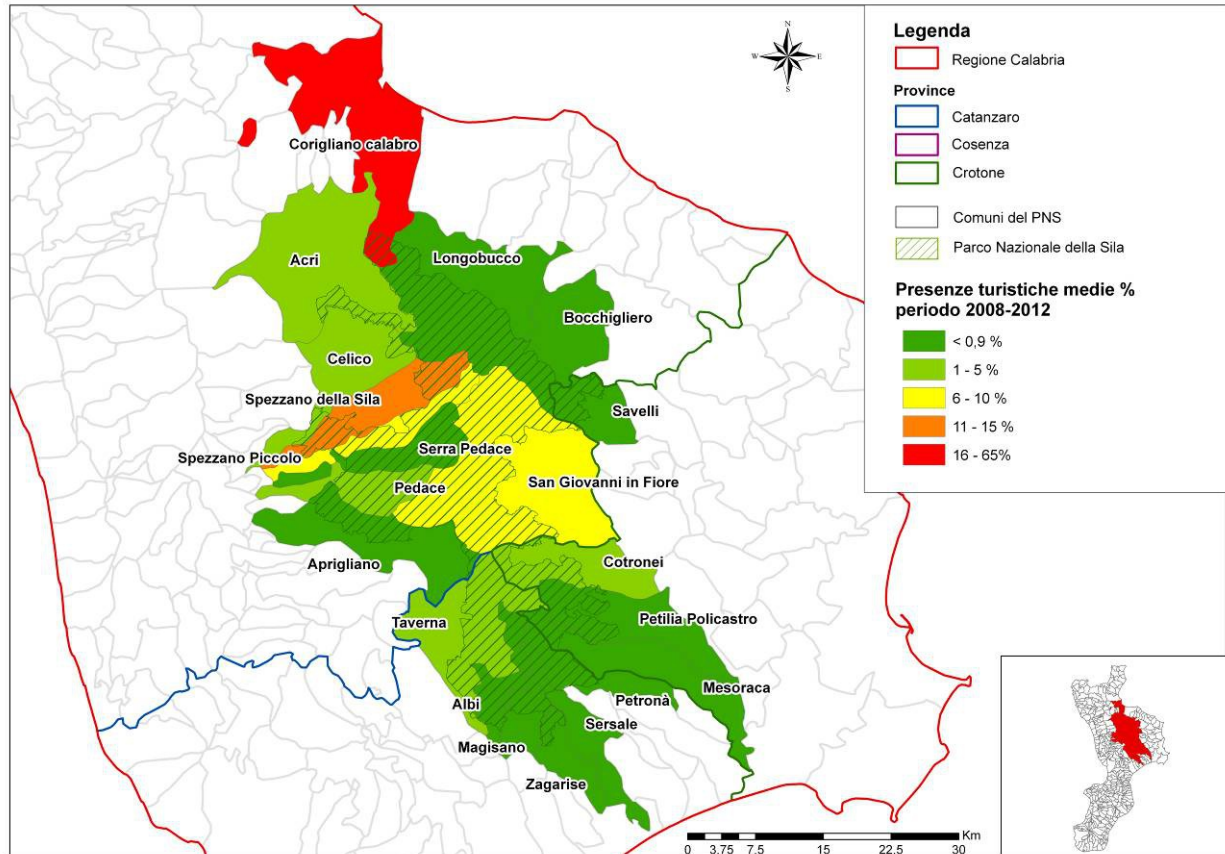 N
W E
S
Corigliano calabro
Acri
Longobucco
Bocchigliero
Celico
Spezzano della Sila
Savelli
Spezzano Piccolo
Serra Pedace
Pedace
San Giovanni in Fiore
Aprigliano
Cotronei
Taverna
Petilia Policastro
Albi
Petronà
Mesoraca
Sersale
Magisano
Zagarise
Legenda
Regione Calabria
Province
Catanzaro
Cosenza
Crotone
Comuni del PNS
Parco Nazionale della Sila
Presenze turistiche medie %
periodo 2008-2012
< 0,9 %
1 - 5 %
6 - 10 %
11 - 15 %
16 - 65%
Km
0 3.75 7.5 15 22.5 30